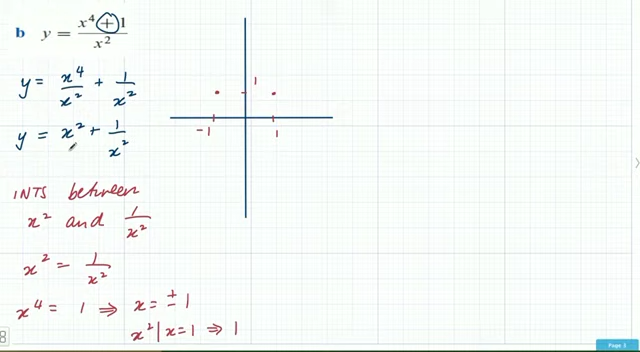 b y = (x⁴ + 1)/x²
y = x⁴/x² + 1/x²
y = x² + 1/x²
INTS between
x² and 1/x²
x² = 1/x²
x⁴ = 1 ⇒ x = ± 1
x² | x = 1 ⇒ 1
1
-1 1
8
Page 3